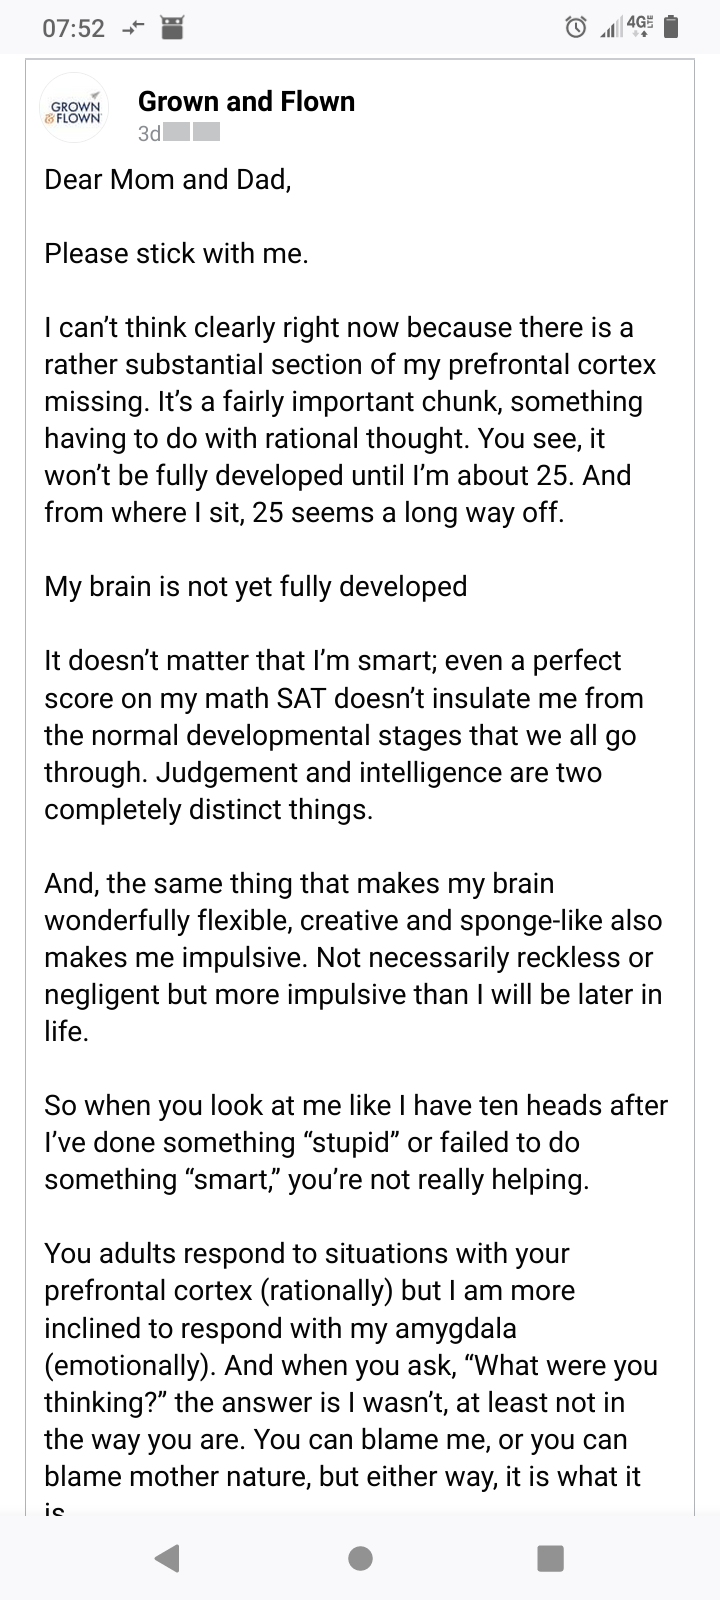 07:52
4G LTE
GROWN
&FLOWN
Grown and Flown
3d
Dear Mom and Dad,
Please stick with me.
I can’t think clearly right now because there is a
rather substantial section of my prefrontal cortex
missing. It’s a fairly important chunk, something
having to do with rational thought. You see, it
won’t be fully developed until I’m about 25. And
from where I sit, 25 seems a long way off.
My brain is not yet fully developed
It doesn’t matter that I’m smart; even a perfect
score on my math SAT doesn’t insulate me from
the normal developmental stages that we all go
through. Judgement and intelligence are two
completely distinct things.
And, the same thing that makes my brain
wonderfully flexible, creative and sponge-like also
makes me impulsive. Not necessarily reckless or
negligent but more impulsive than I will be later in
life.
So when you look at me like I have ten heads after
I’ve done something “stupid” or failed to do
something “smart,” you’re not really helping.
You adults respond to situations with your
prefrontal cortex (rationally) but I am more
inclined to respond with my amygdala
(emotionally). And when you ask, “What were you
thinking?” the answer is I wasn’t, at least not in
the way you are. You can blame me, or you can
blame mother nature, but either way, it is what it
is